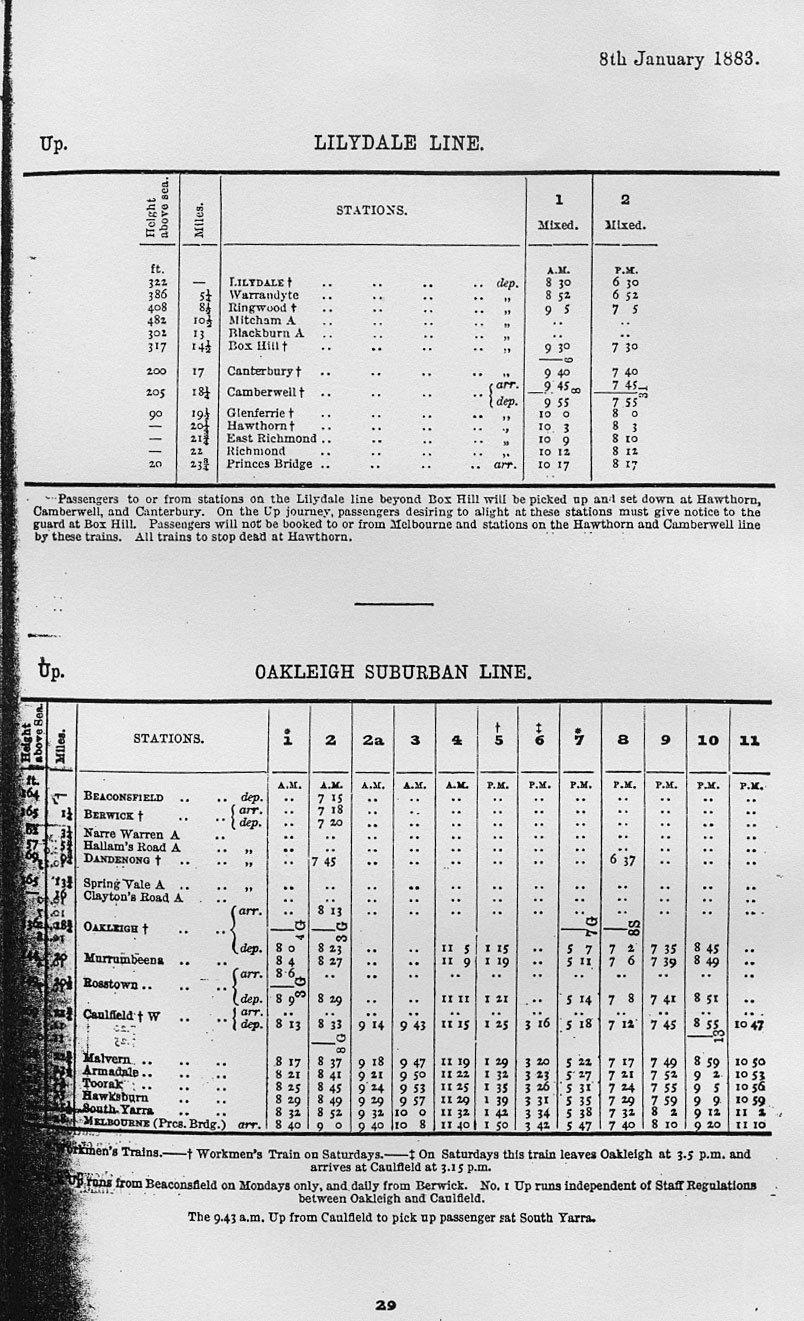 8th January 1883.
Up. LILYDALE LINE.
Height above sea. Miles. STATIONS. 1 Mixed. 2 Mixed.
ft. A.M. P.M.
322 — LILYDALE † .. .. .. .. dep. 8 30 6 30
386 5¼ Warrandyte .. .. .. .. „ 8 52 6 52
408 8½ Ringwood † .. .. .. .. „ 9 5 7 5
482 10½ Mitcham A .. .. .. .. „ .. ..
302 13 Blackburn A .. .. .. .. „ .. ..
317 14½ Box Hill † .. .. .. .. „ 9 30 7 30
200 17 Canterbury † .. .. .. .. „ 9 40 7 40
205 18¼ Camberwell † .. .. .. .. arr. 9 45 7 45
dep. 9 55 7 55
90 19½ Glenferrie † .. .. .. .. „ 10 0 8 0
— Hawthorn † .. .. .. .. „ 10 3 8 3
— East Richmond .. .. .. .. „ 10 9 8 10
— 22 Richmond .. .. .. .. „ 10 12 8 12
20 Princes Bridge .. .. .. .. arr. 10 17 8 17
Passengers to or from stations on the Lilydale line beyond Box Hill will be picked up and set down at Hawthorn,
Camberwell, and Canterbury. On the Up journey, passengers desiring to alight at these stations must give notice to the
guard at Box Hill. Passengers will not be booked to or from Melbourne and stations on the Hawthorn and Camberwell line
by these trains. All trains to stop dead at Hawthorn.
Up. OAKLEIGH SUBURBAN LINE.
Height above Sea. Miles. STATIONS. * 1 2 2a 3 4 † 5 ‡ 6 * 7 8 9 10 11
ft. A.M. A.M. A.M. A.M. A.M. P.M. P.M. P.M. P.M. P.M. P.M. P.M.
BEACONSFIELD .. .. dep. .. 7 15 .. .. .. .. .. .. .. .. .. ..
BERWICK † .. .. arr. .. 7 18 .. .. .. .. .. .. .. .. .. ..
dep. .. 7 20 .. .. .. .. .. .. .. .. .. ..
Narre Warren A .. .. .. .. .. .. .. .. .. .. .. .. ..
Hallam's Road A .. „ .. .. .. .. .. .. .. .. .. .. .. ..
DANDENONG † .. .. „ .. 7 45 .. .. .. .. .. .. 6 37 .. .. ..
Spring Vale A .. .. „ .. .. .. .. .. .. .. .. .. .. .. ..
Clayton's Road A .. .. .. .. .. .. .. .. .. .. .. .. .. ..
OAKLEIGH † .. .. arr. .. 8 13 .. .. .. .. .. .. .. .. .. ..
dep. 8 0 8 23 .. .. 11 5 1 15 .. 5 7 7 2 7 35 8 45 ..
Murrumbeena .. .. 8 4 8 27 .. .. 11 9 1 19 .. 5 11 7 6 7 39 8 49 ..
Rosstown .. .. arr. 8 6 .. .. .. .. .. .. .. .. .. .. ..
dep. 8 9 8 29 .. .. 11 11 1 21 .. 5 14 7 8 7 41 8 51 ..
Caulfield † W .. arr. .. .. .. .. .. .. .. .. .. .. .. ..
dep. 8 13 8 33 9 14 9 43 11 15 1 25 3 16 5 18 7 12 7 45 8 55 10 47
Malvern .. .. .. 8 17 8 37 9 18 9 47 11 19 1 29 3 20 5 22 7 17 7 49 8 59 10 50
Armadale .. .. .. 8 21 8 41 9 21 9 50 11 22 1 32 3 23 5 27 7 21 7 52 9 2 10 53
Toorak .. .. .. 8 25 8 45 9 24 9 53 11 25 1 35 3 26 5 31 7 24 7 55 9 5 10 56
Hawksburn .. .. 8 29 8 49 9 29 9 57 11 29 1 39 3 31 5 35 7 29 7 59 9 9 10 59
South Yarra .. .. 8 32 8 52 9 32 10 0 11 32 1 42 3 34 5 38 7 32 8 2 9 12 11 2
MELBOURNE (Prcs. Brdg.) arr. 8 40 9 0 9 40 10 8 11 40 1 50 3 42 5 47 7 40 8 10 9 20 11 10
Trains.—† Workmen's Train on Saturdays.—‡ On Saturdays this train leaves Oakleigh at 3.5 p.m. and
arrives at Caulfield at 3.15 p.m.
Up runs from Beaconsfield on Mondays only, and daily from Berwick. No. 1 Up runs independent of Staff Regulations
between Oakleigh and Caulfield.
The 9.43 a.m. Up from Caulfield to pick up passenger sat South Yarra.
29